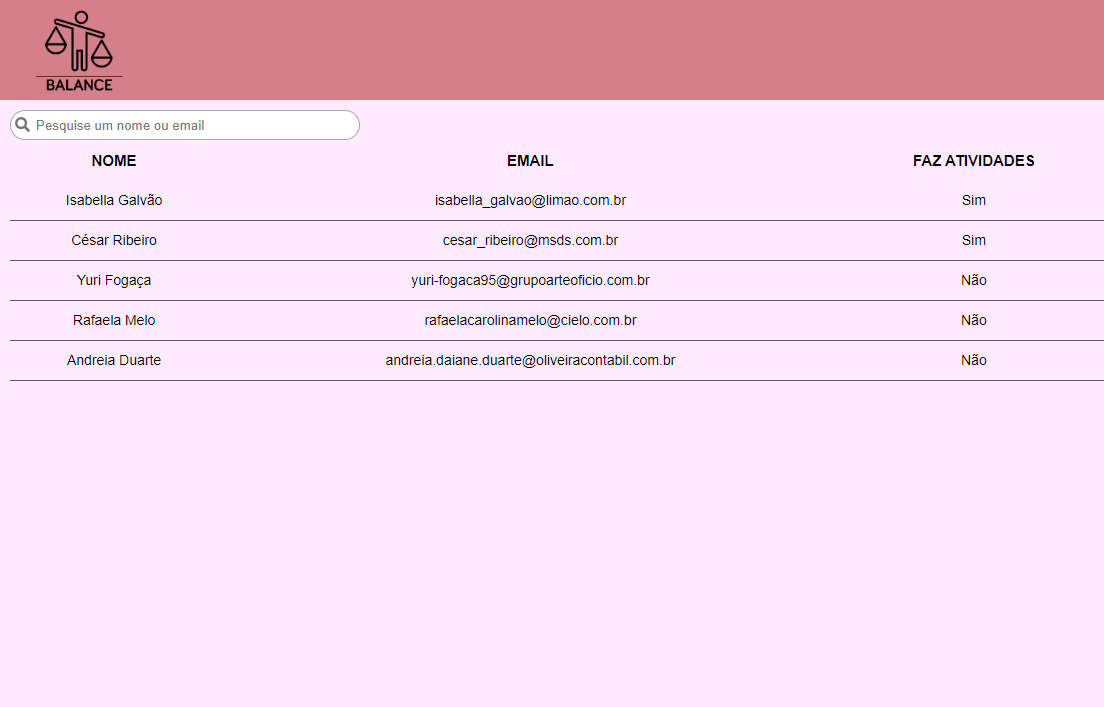 BALANCE
Pesquise um nome ou email
NOME EMAIL FAZ ATIVIDADES
Isabella Galvão isabella_galvao@limao.com.br Sim
César Ribeiro cesar_ribeiro@msds.com.br Sim
Yuri Fogaça yuri-fogaca95@grupoarteoficio.com.br Não
Rafaela Melo rafaelacarolinamelo@cielo.com.br Não
Andreia Duarte andreia.daiane.duarte@oliveiracontabil.com.br Não